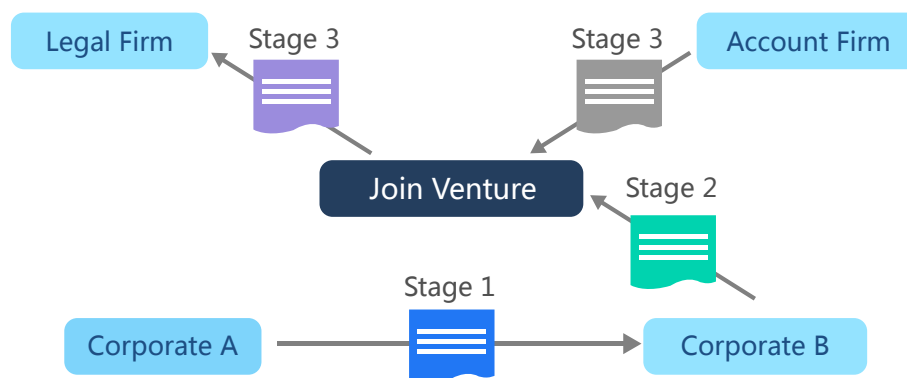 Legal Firm
Stage 3
Stage 3
Account Firm
Join Venture
Stage 2
Stage 1
Corporate A
Corporate B